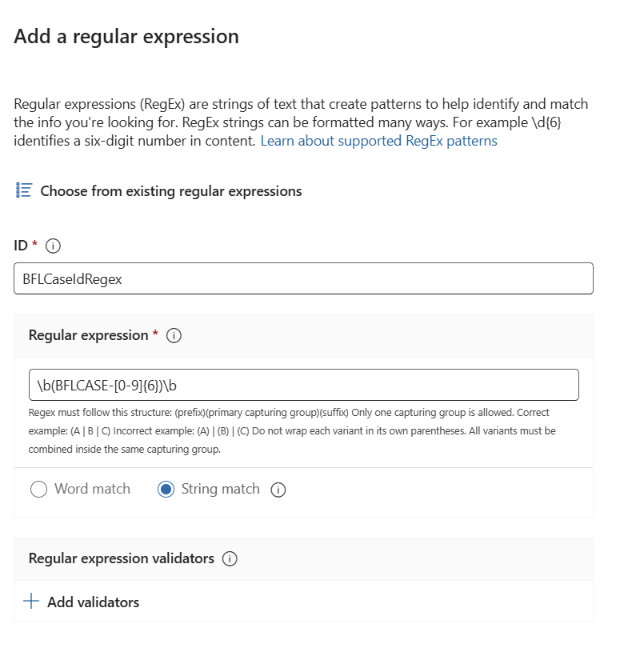 Add a regular expression
Regular expressions (RegEx) are strings of text that create patterns to help identify and match
the info you're looking for. RegEx strings can be formatted many ways. For example \d{6}
identifies a six-digit number in content. Learn about supported RegEx patterns
Choose from existing regular expressions
ID *
BFLCaseIdRegex
Regular expression *
\b(BFLCASE-[0-9]{6})\b
Regex must follow this structure: (prefix)(primary capturing group)(suffix) Only one capturing group is allowed. Correct
example: (A | B | C) Incorrect example: (A) | (B) | (C) Do not wrap each variant in its own parentheses. All variants must be
combined inside the same capturing group.
Word match String match
Regular expression validators
Add validators